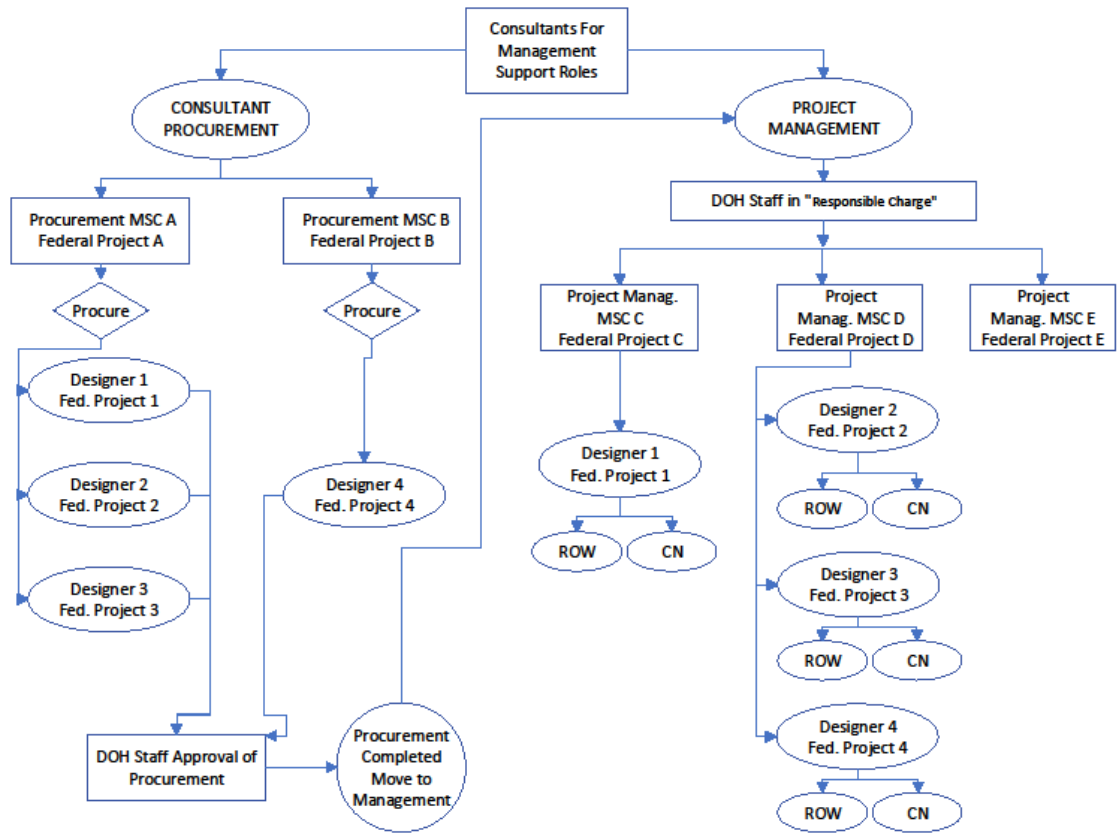 Consultants For
Management
Support Roles
CONSULTANT
PROCUREMENT
PROJECT
MANAGEMENT
Procurement MSC A
Federal Project A
Procurement MSC B
Federal Project B
DOH Staff in "Responsible Charge"
Procure
Procure
Project Manag.
MSC C
Federal Project C
Project
Manag. MSC D
Federal Project D
Project
Manag. MSC E
Federal Project E
Designer 1
Fed. Project 1
Designer 2
Fed. Project 2
Designer 3
Fed. Project 3
Designer 4
Fed. Project 4
DOH Staff Approval of
Procurement
Procurement
Completed
Move to
Management
Designer 1
Fed. Project 1
ROW
CN
Designer 2
Fed. Project 2
ROW
CN
Designer 3
Fed. Project 3
ROW
CN
Designer 4
Fed. Project 4
ROW
CN